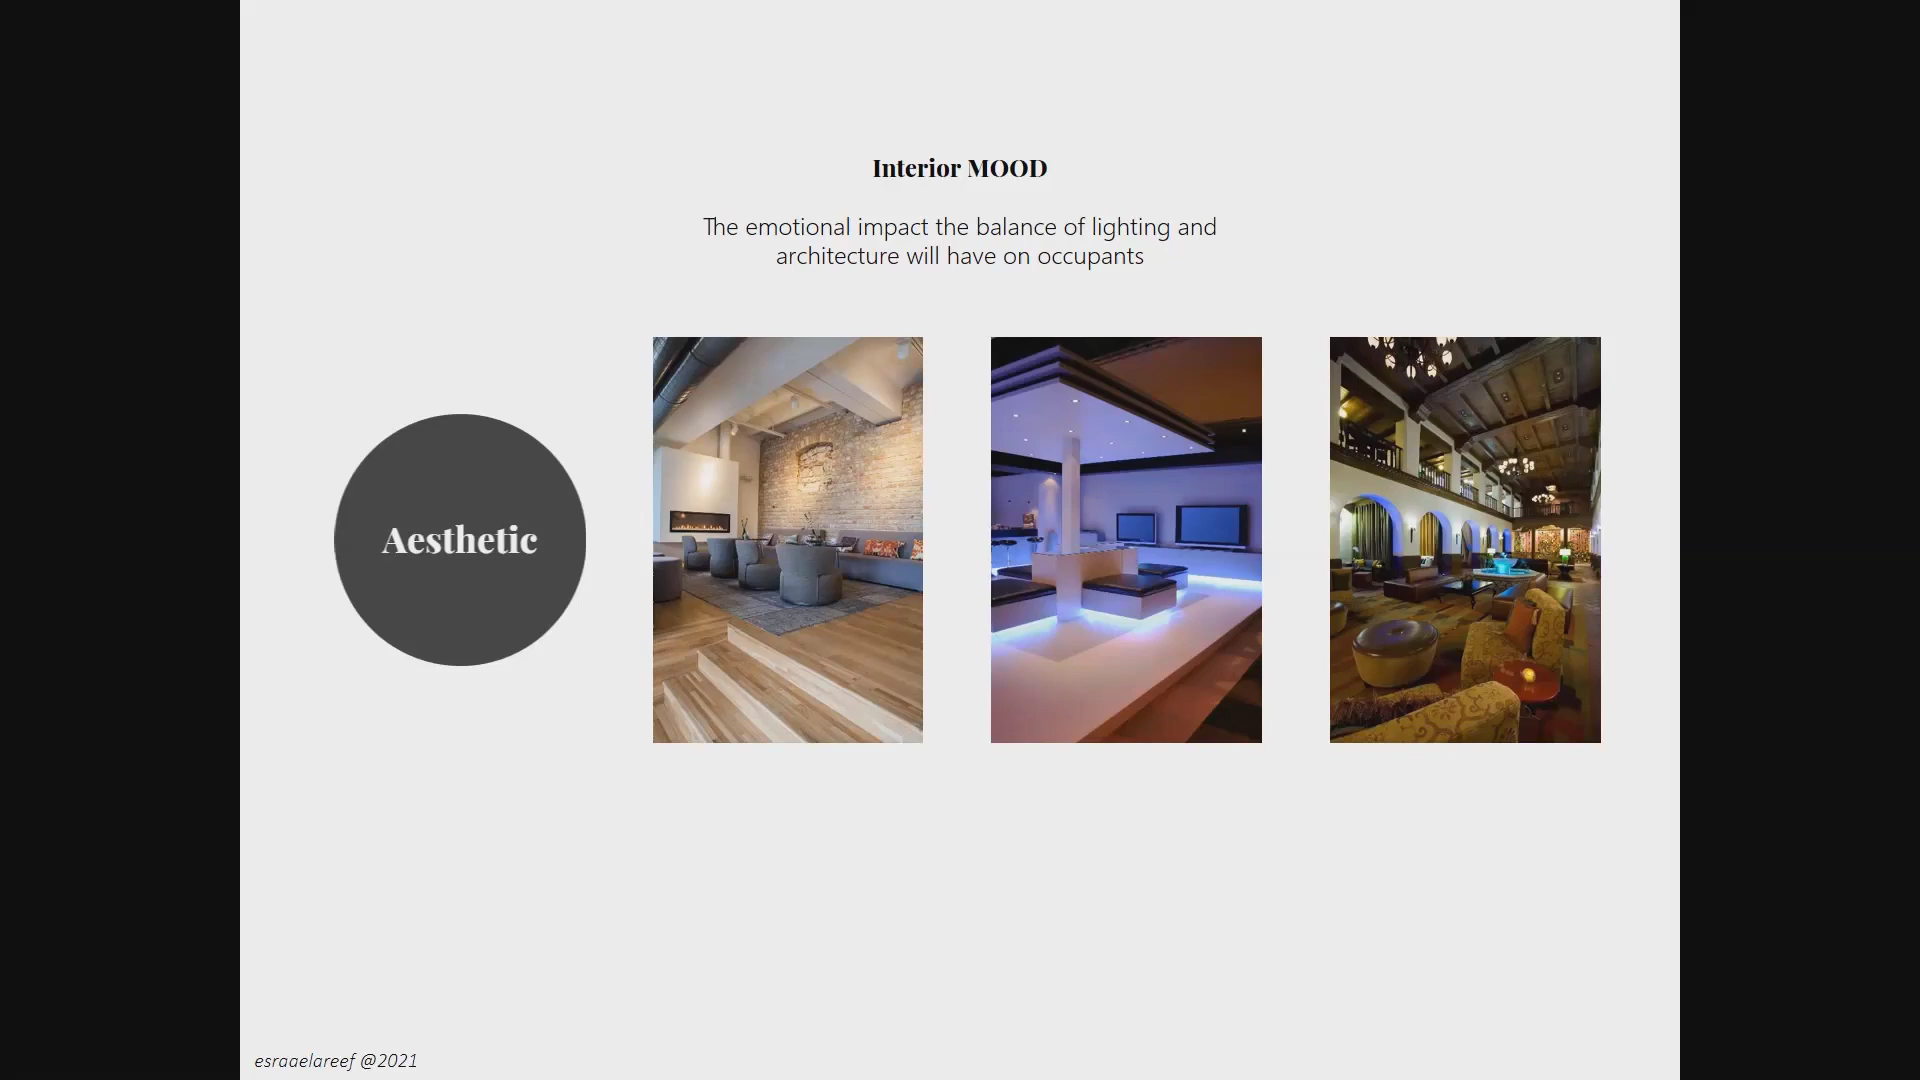 Interior MOOD
The emotional impact the balance of lighting and
architecture will have on occupants
Aesthetic
esraaelareef @2021